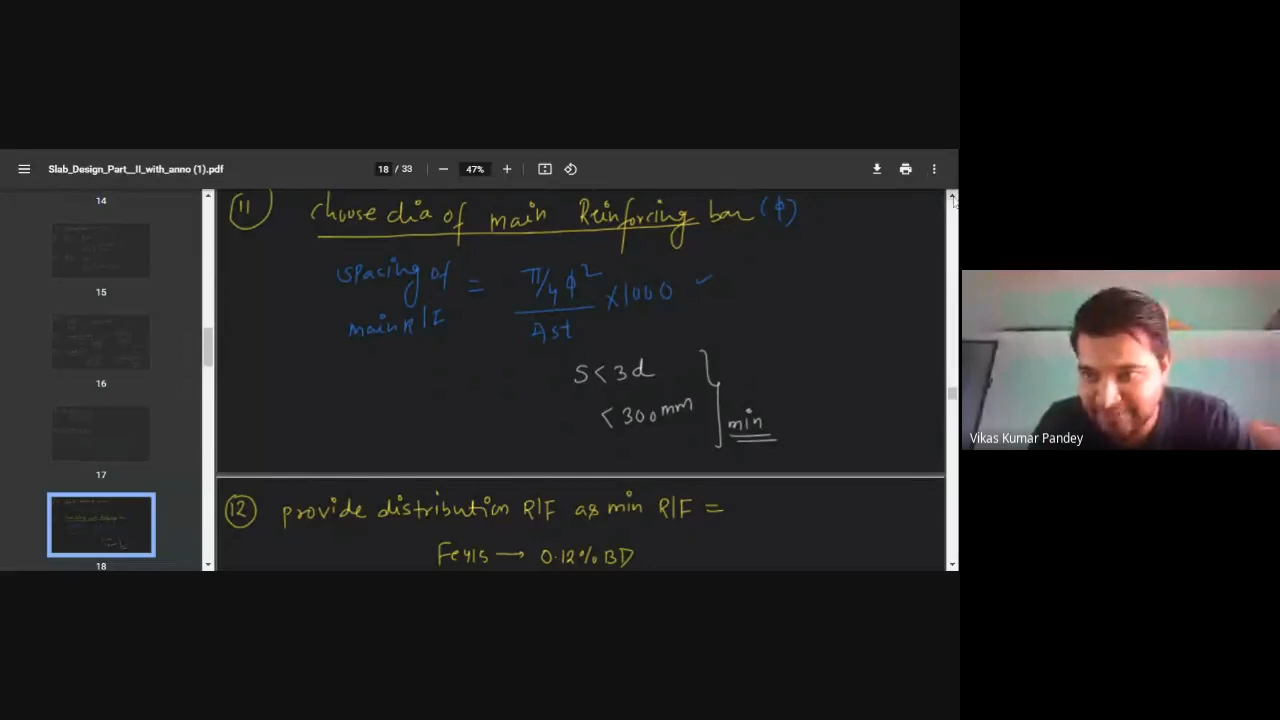 Slab_Design_Part__II_with_anno (1).pdf
18 / 33
47%
14
15
16
17
18
11 choose dia of main Reinforcing bar (ϕ)
spacing of main R/I = π/4 ϕ² / Ast × 1000 ✓
S < 3d
< 300mm
min
12 provide distribution R/F as min R/F =
Fe415 → 0.12% BD
Vikas Kumar Pandey